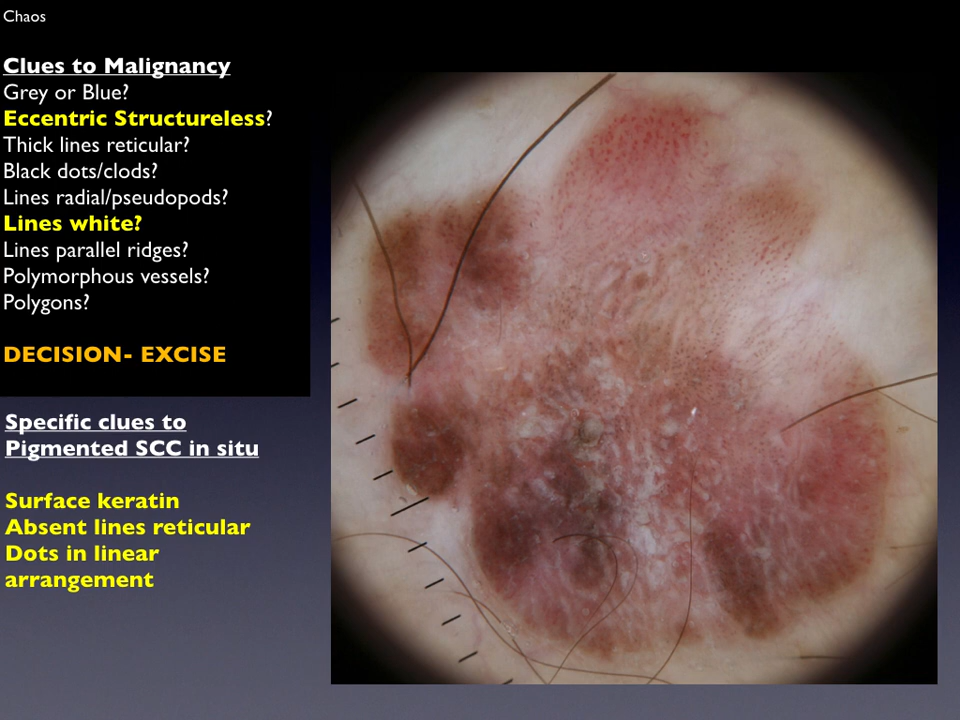 Chaos
Clues to Malignancy
Grey or Blue?
Eccentric Structureless?
Thick lines reticular?
Black dots/clods?
Lines radial/pseudopods?
Lines white?
Lines parallel ridges?
Polymorphous vessels?
Polygons?
DECISION- EXCISE
Specific clues to
Pigmented SCC in situ
Surface keratin
Absent lines reticular
Dots in linear
arrangement